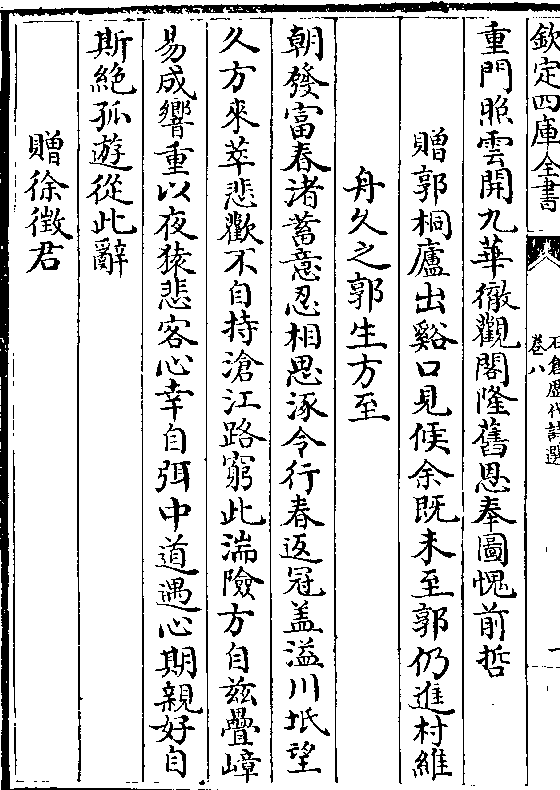 欽定四庫全書
石倉歷代詩選
卷八
重門照雲開九華徹觀閣隆舊恩奉圖愧前哲
贈郭桐廬出谿口見候余既未至郭仍進村維
舟久之郭生方至
朝發富春渚蓄意忍相思涿令行春返冠盖溢川坻望
久方來萃悲歡不自持滄江路窮此湍險方自茲疊嶂
易成響重以夜猿悲客心幸自弭中道遇心期親好自
斯絶孤遊從此辭
贈徐徵君